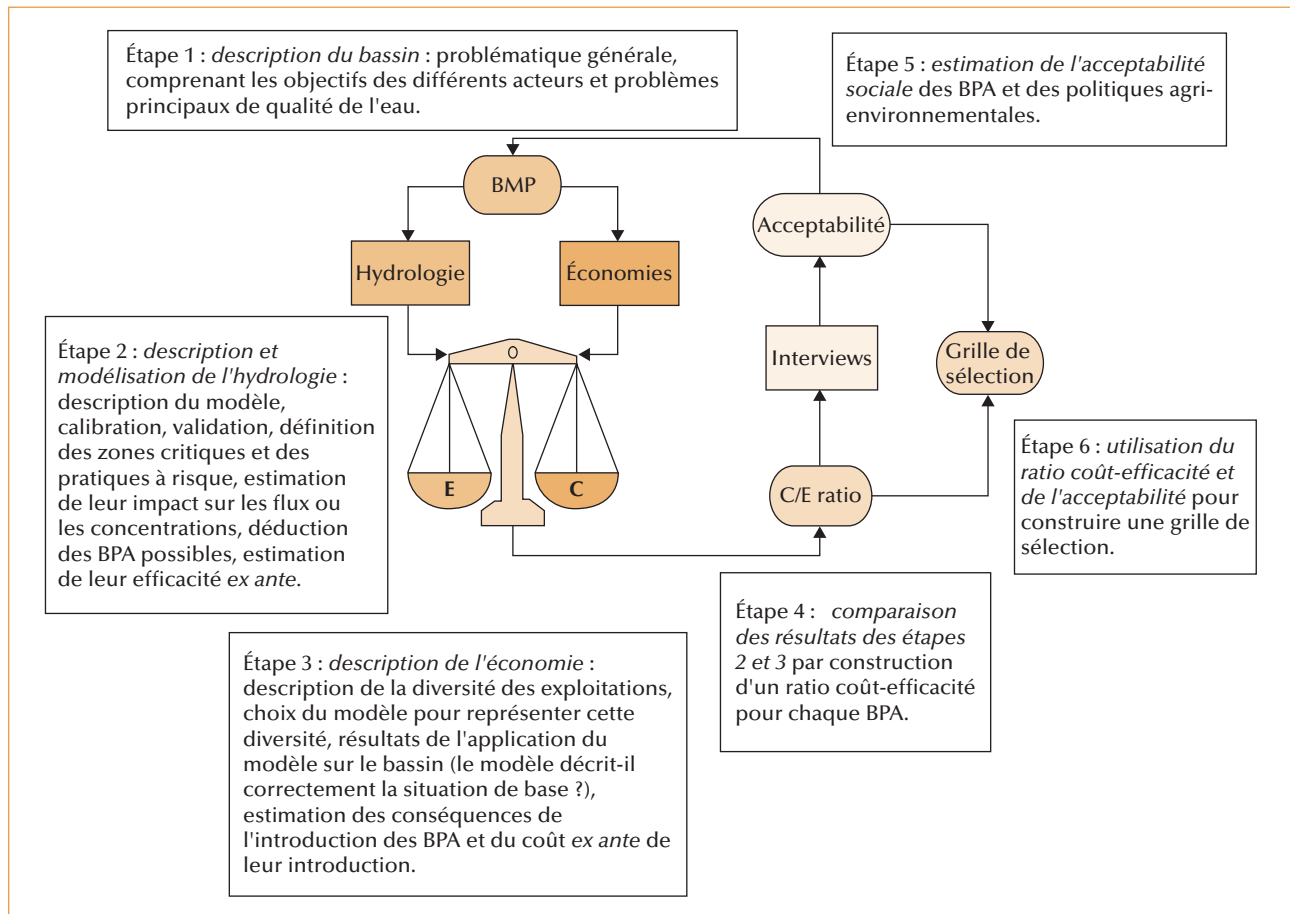 Étape 1 : description du bassin : problématique générale,
comprenant les objectifs des différents acteurs et problèmes
principaux de qualité de l'eau.
Étape 5 : estimation de l'acceptabilité
sociale des BPA et des politiques agri-
environnementales.
BMP
Hydrologie
Économies
Acceptabilité
Interviews
Grille de
sélection
E
C
C/E ratio
Étape 2 : description et
modélisation de l'hydrologie :
description du modèle,
calibration, validation, définition
des zones critiques et des
pratiques à risque, estimation
de leur impact sur les flux ou
les concentrations, déduction
des BPA possibles, estimation
de leur efficacité ex ante.
Étape 6 : utilisation du
ratio coût-efficacité et
de l'acceptabilité pour
construire une grille de
sélection.
Étape 4 : comparaison
des résultats des étapes
2 et 3 par construction
d'un ratio coût-efficacité
pour chaque BPA.
Étape 3 : description de l'économie :
description de la diversité des exploitations,
choix du modèle pour représenter cette
diversité, résultats de l'application du
modèle sur le bassin (le modèle décrit-il
correctement la situation de base ?),
estimation des conséquences de
l'introduction des BPA et du coût ex ante de
leur introduction.